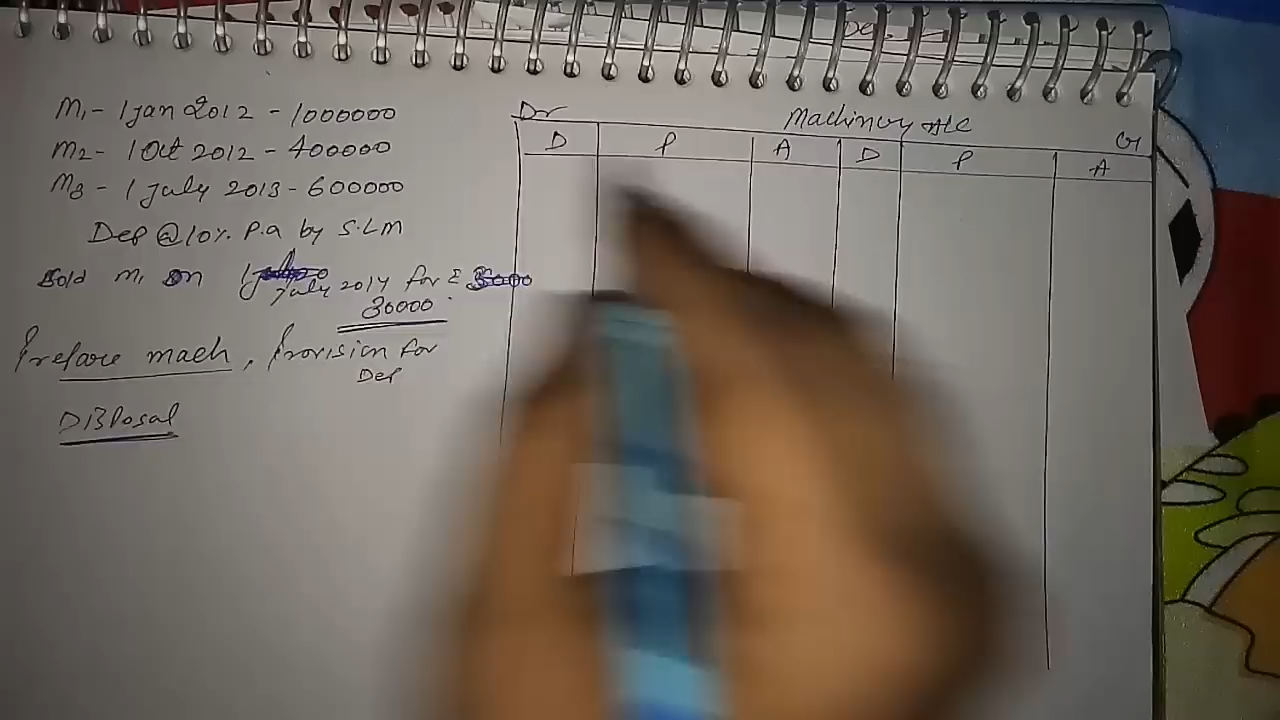 M1 - 1 Jan 2012 - 1000000
M2 - 1 Oct 2012 - 400000
M3 - 1 July 2013 - 600000
Dep @ 10% P.a by S.L.M
Sold M1 on 1 July 2014 for
30000
Prepare mach, Provision for
Dep
Disposal
Dr Machinery A/c Cr
D P A D P A